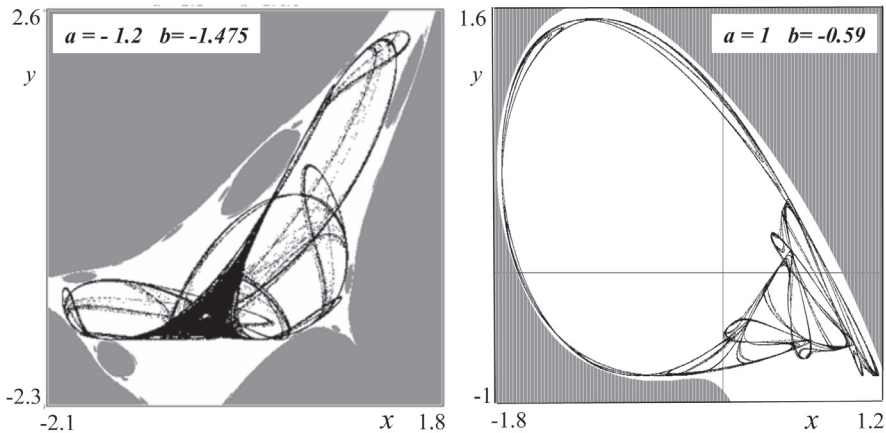 2.6
a = - 1.2 b= -1.475
y
-2.3
-2.1
x
1.8
1.6
a = 1 b= -0.59
y
-1
-1.8
x
1.2